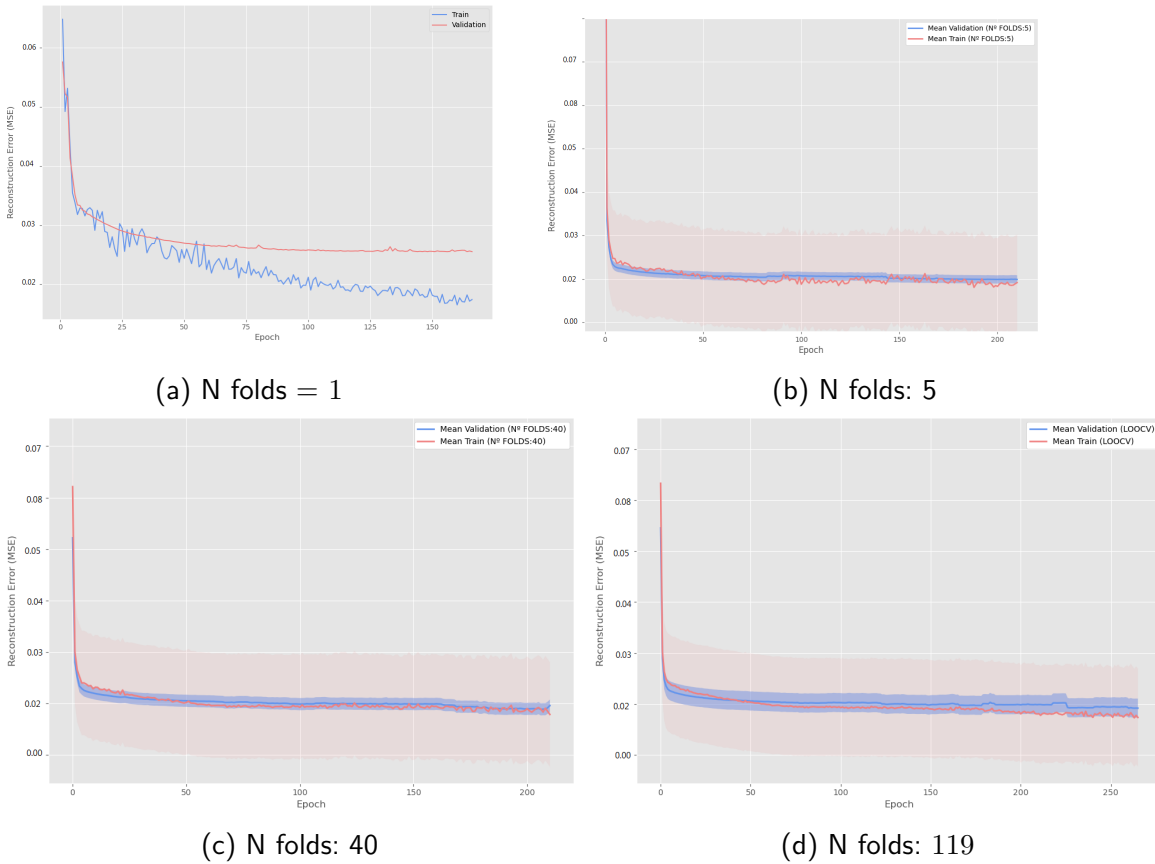 Train
Validation
0.06
0.05
0.04
0.03
0.02
Reconstruction Error (MSE)
0 25 50 75 100 125 150
Epoch
(a) N folds = 1
Mean Validation (Nº FOLDS:5)
Mean Train (Nº FOLDS:5)
0.07
0.08
0.05
0.04
0.03
0.02
0.00
Reconstruction Error (MSE)
0 50 100 150 200
Epoch
(b) N folds: 5
Mean Validation (Nº FOLDS:40)
Mean Train (Nº FOLDS:40)
0.07
0.08
0.05
0.04
0.03
0.02
0.00
Reconstruction Error (MSE)
0 50 100 150 200
Epoch
(c) N folds: 40
Mean Validation (LOOCV)
Mean Train (LOOCV)
0.07
0.08
0.05
0.04
0.03
0.02
0.00
Reconstruction Error (MSE)
0 50 100 150 200 250
Epoch
(d) N folds: 119